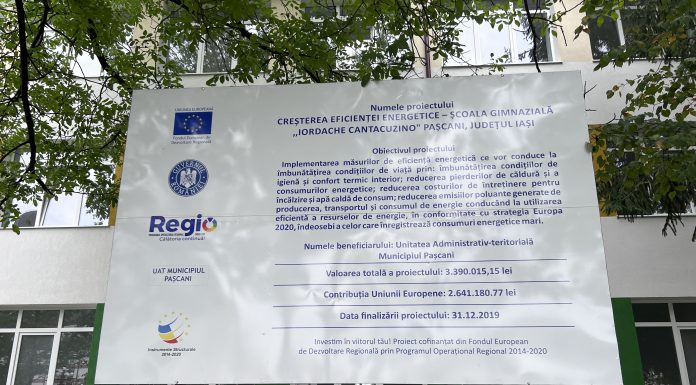 UNIUNEA EUROPEANĂ
Fondul European de
Dezvoltare Regională
GUVERNUL ROMÂNIEI
Regio
Călătoria continuă!
UAT MUNICIPIUL
PAȘCANI
Instrumente Structurale
2014-2020
Numele proiectului
CREȘTEREA EFICIENȚEI ENERGETICE – ȘCOALA GIMNAZIALĂ
,,IORDACHE CANTACUZINO" PAȘCANI, JUDEȚUL IAȘI
Obiectivul proiectului
Implementarea măsurilor de eficiență energetică ce vor conduce la
îmbunătățirea condițiilor de viață prin: îmbunătățirea condițiilor de
igienă și confort termic interior; reducerea pierderilor de căldură și a
consumurilor energetice; reducerea costurilor de întreținere pentru
încălzire și apă caldă de consum; reducerea emisiilor poluante generate de
producerea, transportul și consumul de energie conducând la utilizarea
eficientă a resurselor de energie, în conformitate cu strategia Europa
2020, îndeosebi a celor care înregistrează consumuri energetice mari.
Numele beneficiarului: Unitatea Administrativ-teritorială
Municipiul Pașcani
Valoarea totală a proiectului: 3.390.015,15 lei
Contribuția Uniunii Europene: 2.641.180.77 lei
Data finalizării proiectului: 31.12.2019
Investim în viitorul tău! Proiect cofinanțat din Fondul European
de Dezvoltare Regională prin Programul Operațional Regional 2014-2020